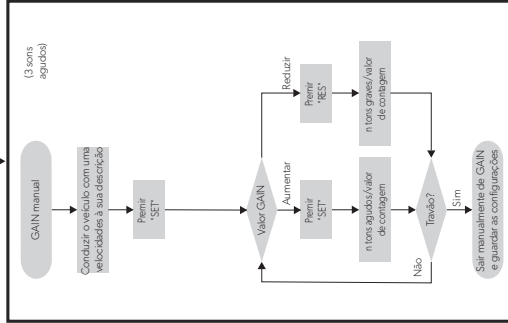 GAIN manual
(3 sons
agudos)
Conduzir o veículo com uma
velocidades à sua descrição
Premir
"SET"
Valor GAIN
Aumentar
Reduzir
Premir
"SET"
Premir
"RES"
n tons agudos/valor
de contagem
n tons graves/valor
de contagem
Travão?
Não
Sim
Sair manualmente de GAIN
e guardar as configurações